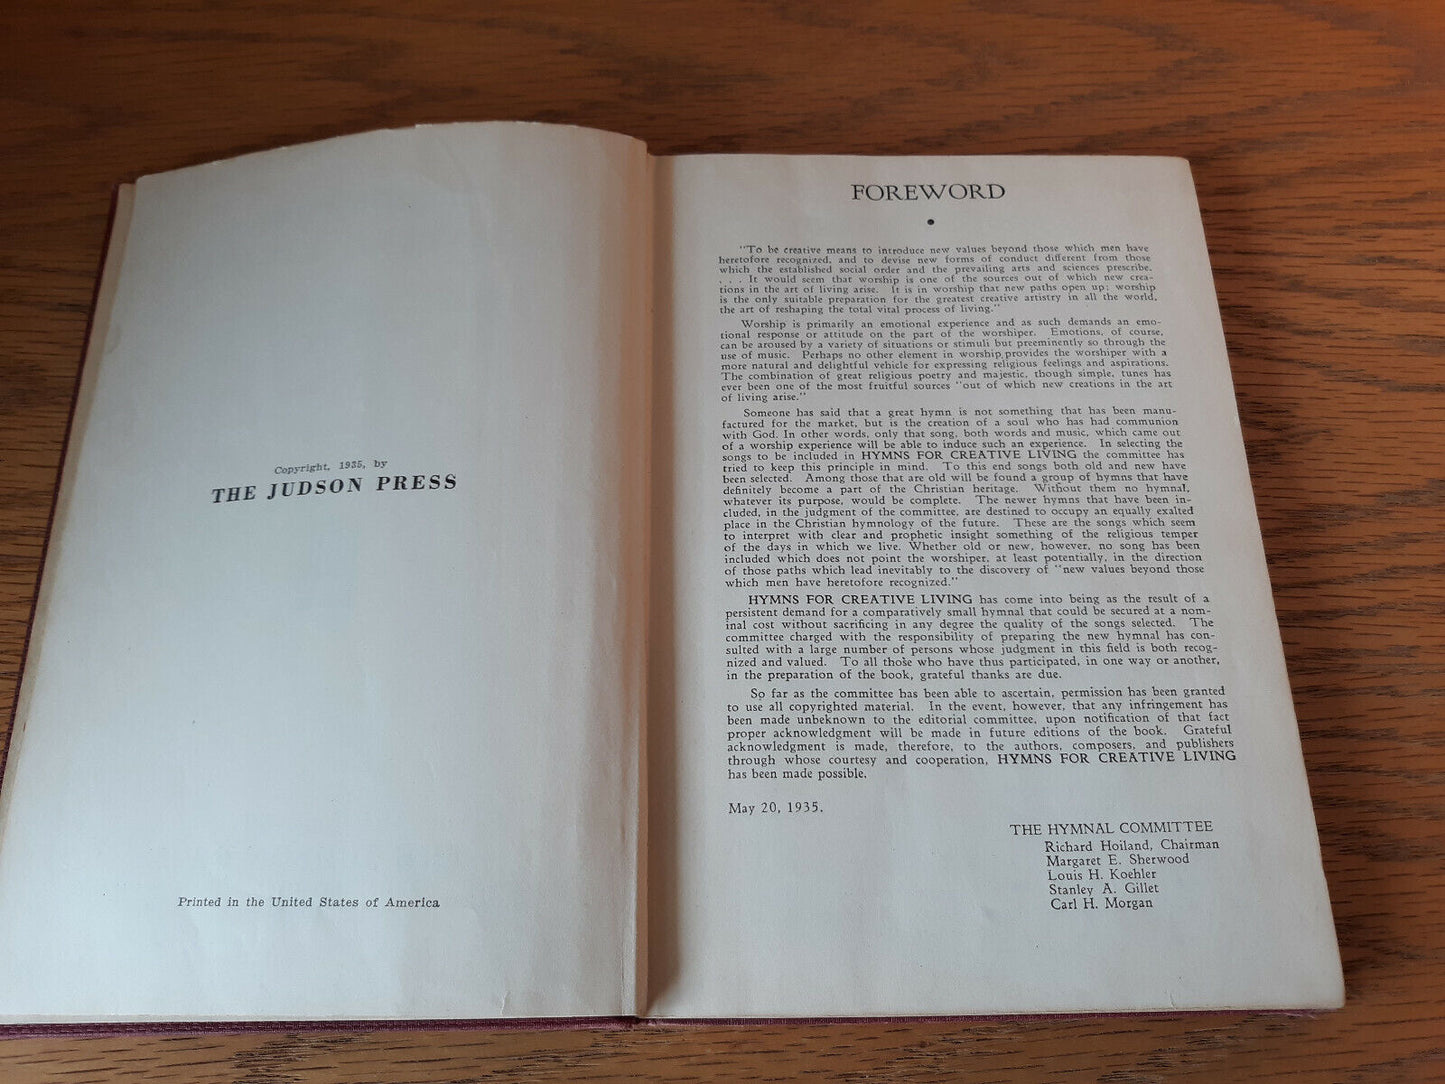 Copyright, 1935, by
THE JUDSON PRESS
Printed in the United States of America
FOREWORD
"To be creative means to introduce new values beyond those which men have
heretofore recognized, and to devise new forms of conduct different from those
which the established social order and the prevailing arts and sciences prescribe.
. . . It would seem that worship is one of the sources out of which new crea-
tions in the art of living arise. It is in worship that new paths open up; worship
is the only suitable preparation for the greatest creative artistry in all the world,
the art of reshaping the total vital process of living."
Worship is primarily an emotional experience and as such demands an emo-
tional response or attitude on the part of the worshiper. Emotions, of course,
can be aroused by a variety of situations or stimuli but preeminently so through the
use of music. Perhaps no other element in worship provides the worshiper with a
more natural and delightful vehicle for expressing religious feelings and aspirations.
The combination of great religious poetry and majestic, though simple, tunes has
ever been one of the most fruitful sources "out of which new creations in the art
of living arise."
Someone has said that a great hymn is not something that has been manu-
factured for the market, but is the creation of a soul who has had communion
with God. In other words, only that song, both words and music, which came out
of a worship experience will be able to induce such an experience. In selecting the
songs to be included in HYMNS FOR CREATIVE LIVING the committee has
tried to keep this principle in mind. To this end songs both old and new have
been selected. Among those that are old will be found a group of hymns that have
definitely become a part of the Christian heritage. Without them no hymnal,
whatever its purpose, would be complete. The newer hymns that have been in-
cluded, in the judgment of the committee, are destined to occupy an equally exalted
place in the Christian hymnology of the future. These are the songs which seem
to interpret with clear and prophetic insight something of the religious temper
of the days in which we live. Whether old or new, however, no song has been
included which does not point the worshiper, at least potentially, in the direction
of those paths which lead inevitably to the discovery of "new values beyond those
which men have heretofore recognized."
HYMNS FOR CREATIVE LIVING has come into being as the result of a
persistent demand for a comparatively small hymnal that could be secured at a nom-
inal cost without sacrificing in any degree the quality of the songs selected. The
committee charged with the responsibility of preparing the new hymnal has con-
sulted with a large number of persons whose judgment in this field is both recog-
nized and valued. To all those who have thus participated, in one way or another,
in the preparation of the book, grateful thanks are due.
So far as the committee has been able to ascertain, permission has been granted
to use all copyrighted material. In the event, however, that any infringement has
been made unbeknown to the editorial committee, upon notification of that fact
proper acknowledgment will be made in future editions of the book. Grateful
acknowledgment is made, therefore, to the authors, composers, and publishers
through whose courtesy and cooperation, HYMNS FOR CREATIVE LIVING
has been made possible.
May 20, 1935.
THE HYMNAL COMMITTEE
Richard Hoiland, Chairman
Margaret E. Sherwood
Louis H. Koehler
Stanley A. Gillet
Carl H. Morgan